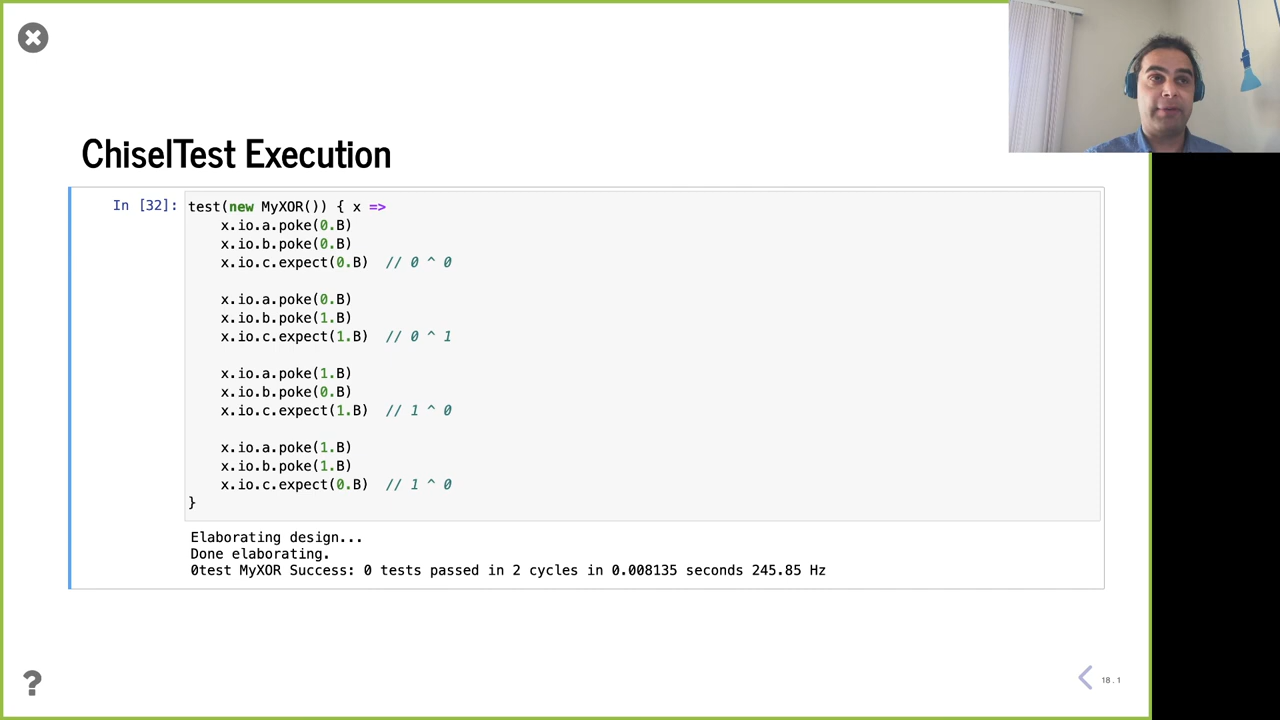 ChiselTest Execution
In [32]:
test(new MyXOR()) { x =>
    x.io.a.poke(0.B)
    x.io.b.poke(0.B)
    x.io.c.expect(0.B)  // 0 ^ 0

    x.io.a.poke(0.B)
    x.io.b.poke(1.B)
    x.io.c.expect(1.B)  // 0 ^ 1

    x.io.a.poke(1.B)
    x.io.b.poke(0.B)
    x.io.c.expect(1.B)  // 1 ^ 0

    x.io.a.poke(1.B)
    x.io.b.poke(1.B)
    x.io.c.expect(0.B)  // 1 ^ 0
}
Elaborating design...
Done elaborating.
0test MyXOR Success: 0 tests passed in 2 cycles in 0.008135 seconds 245.85 Hz
?
18.1